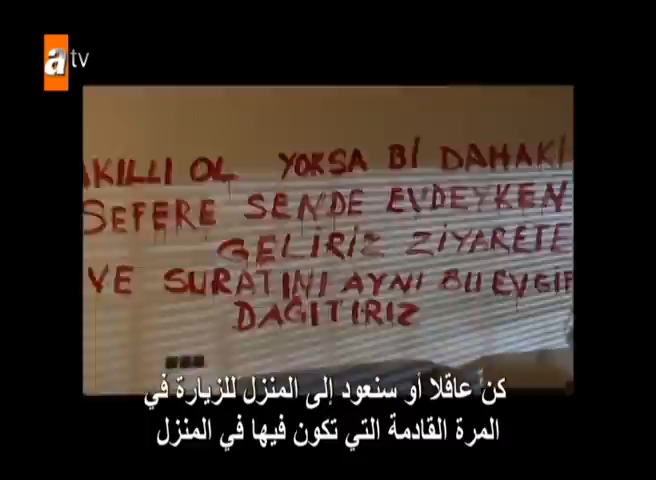 atv
AKILLI OL YOKSA Bİ DAHAKİ
SEFERE SENDE EVDEYKEN
GELİRİZ ZİYARETE
VE SURATINI AYNI BU EVGİB
DAĞITIRIZ
كن عاقلا أو سنعود إلى المنزل للزيارة في
المرة القادمة التي تكون فيها في المنزل